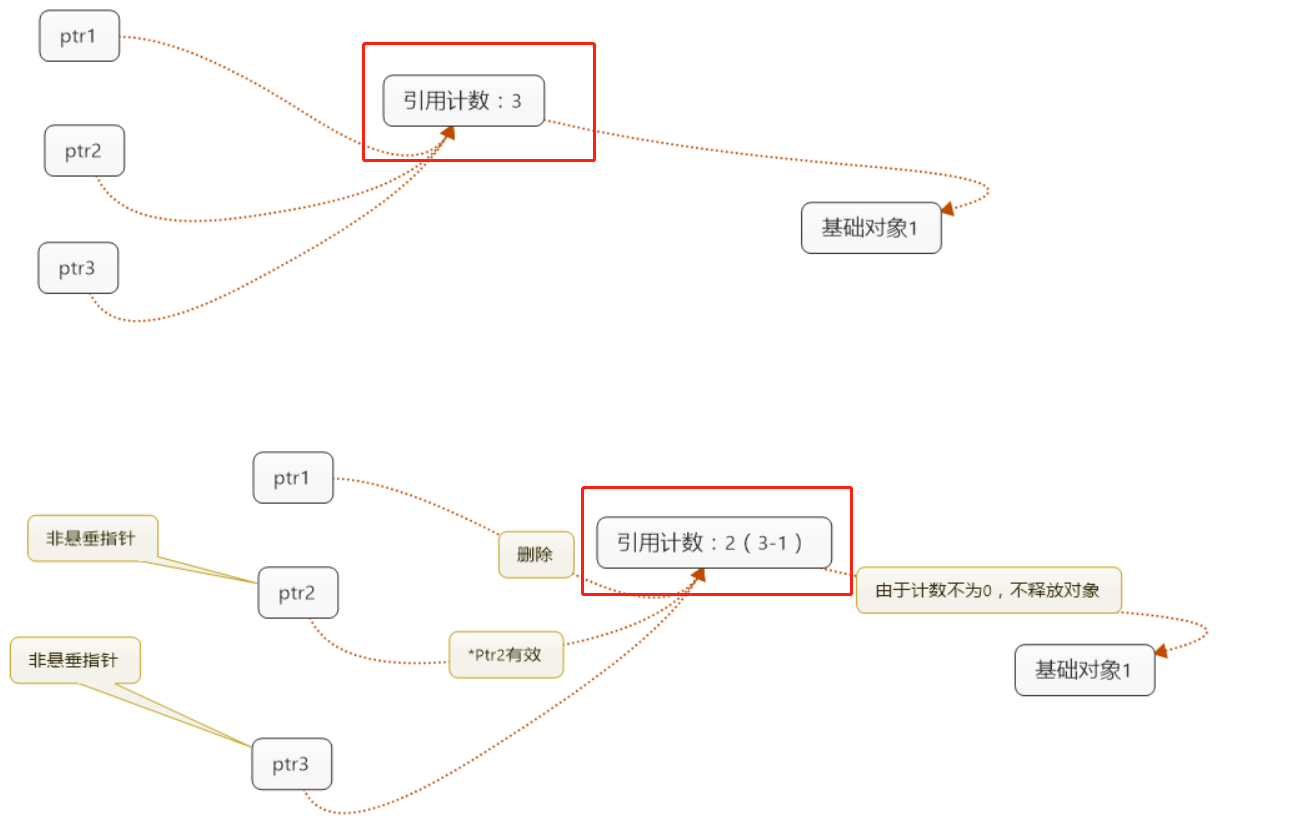 ptr1
引用计数：3
ptr2
基础对象1
ptr3
ptr1
非悬垂指针
删除
引用计数：2（3-1）
ptr2
由于计数不为0，不释放对象
非悬垂指针
*Ptr2有效
基础对象1
ptr3